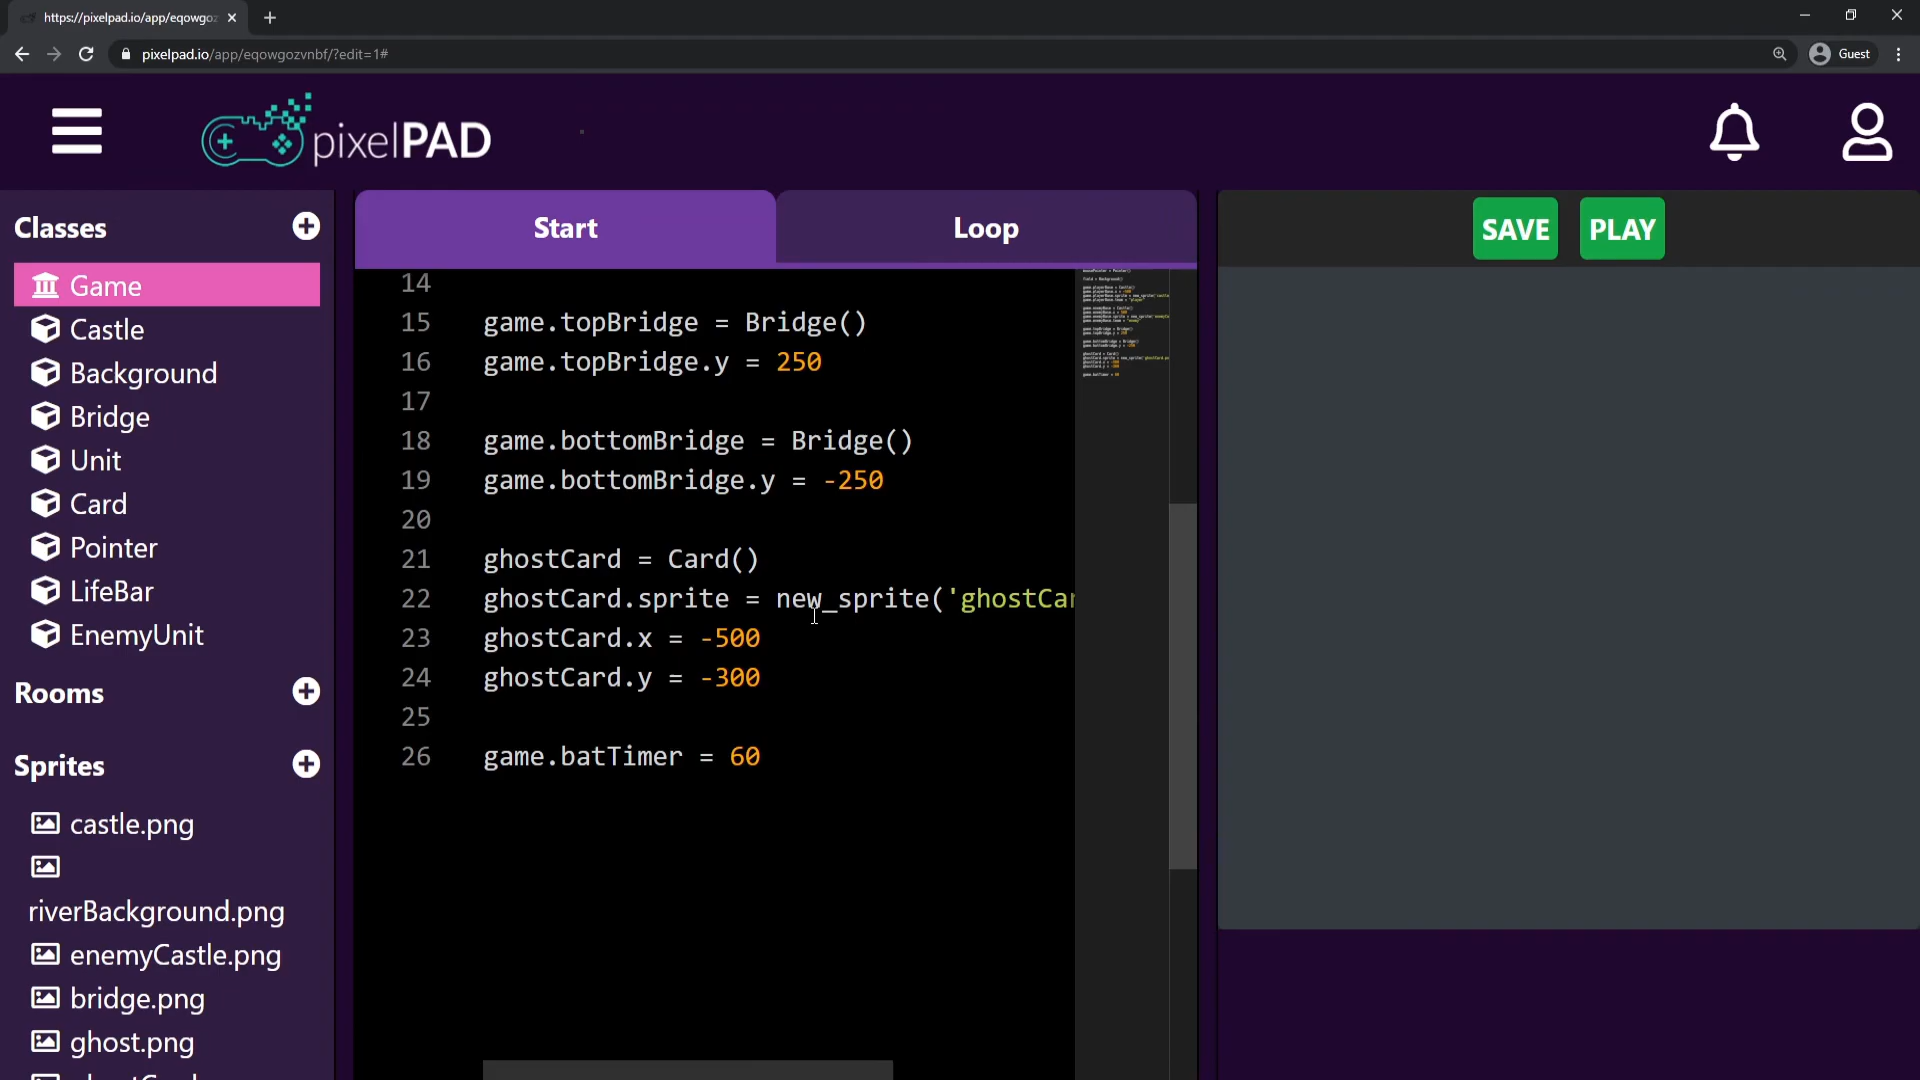 https://pixelpad.io/app/eqowgoz
pixelpad.io/app/eqowgozvnbf/?edit=1#
Guest
pixelPAD
Classes
Game
Castle
Background
Bridge
Unit
Card
Pointer
LifeBar
EnemyUnit
Rooms
Sprites
castle.png
riverBackground.png
enemyCastle.png
bridge.png
ghost.png
Start
Loop
14
15 game.topBridge = Bridge()
16 game.topBridge.y = 250
17
18 game.bottomBridge = Bridge()
19 game.bottomBridge.y = -250
20
21 ghostCard = Card()
22 ghostCard.sprite = new_sprite('ghostCar
23 ghostCard.x = -500
24 ghostCard.y = -300
25
26 game.batTimer = 60
SAVE
PLAY